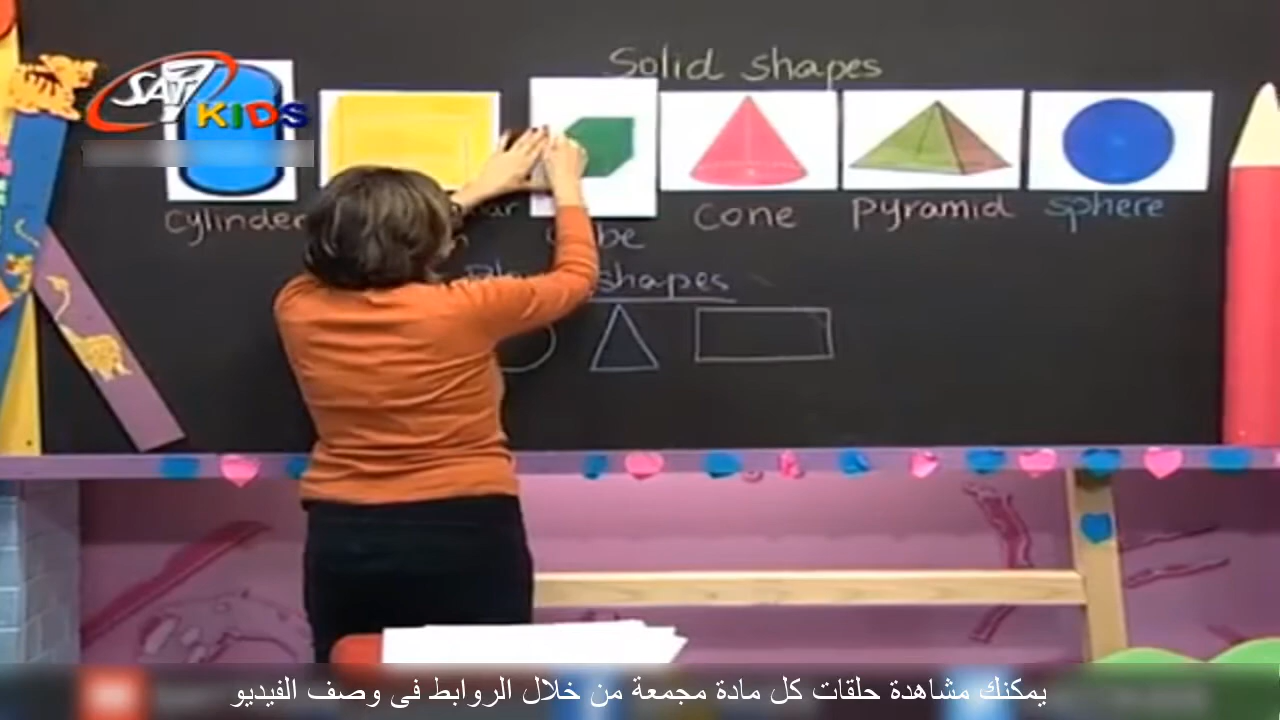 SAT7
KIDS
Solid shapes
cylinder
cone
pyramid
sphere
shapes
يمكنك مشاهدة حلقات كل مادة مجمعة من خلال الروابط فى وصف الفيديو